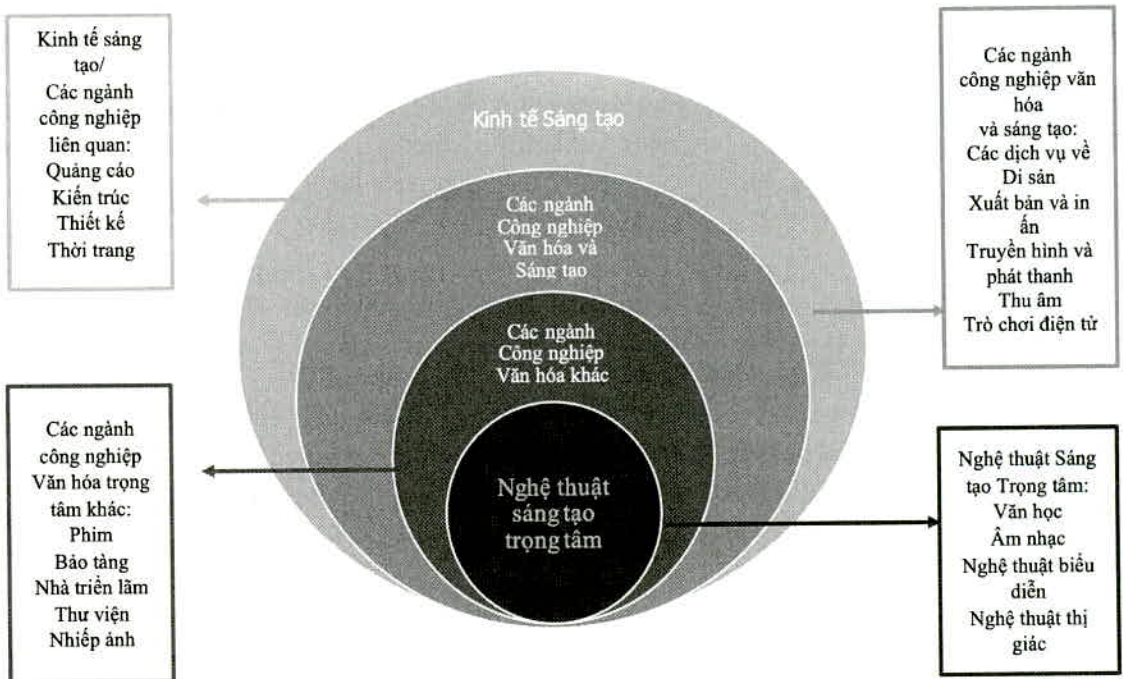 Kinh tế sáng
tạo/
Các ngành
công nghiệp
liên quan:
Quảng cáo
Kiến trúc
Thiết kế
Thời trang
Kinh tế Sáng tạo
Các ngành
Công nghiệp
Văn hóa và
Sáng tạo
Các ngành
Công nghiệp
Văn hóa khác
Nghệ thuật
sáng tạo
trọng tâm
Các ngành
công nghiệp văn
hóa
và sáng tạo:
Các dịch vụ về
Di sản
Xuất bản và in
ấn
Truyền hình và
phát thanh
Thu âm
Trò chơi điện tử
Các ngành
công nghiệp
Văn hóa trọng
tâm khác:
Phim
Bảo tàng
Nhà triển lãm
Thư viện
Nhiếp ảnh
Nghệ thuật Sáng
tạo Trọng tâm:
Văn học
Âm nhạc
Nghệ thuật biểu
diễn
Nghệ thuật thị
giác